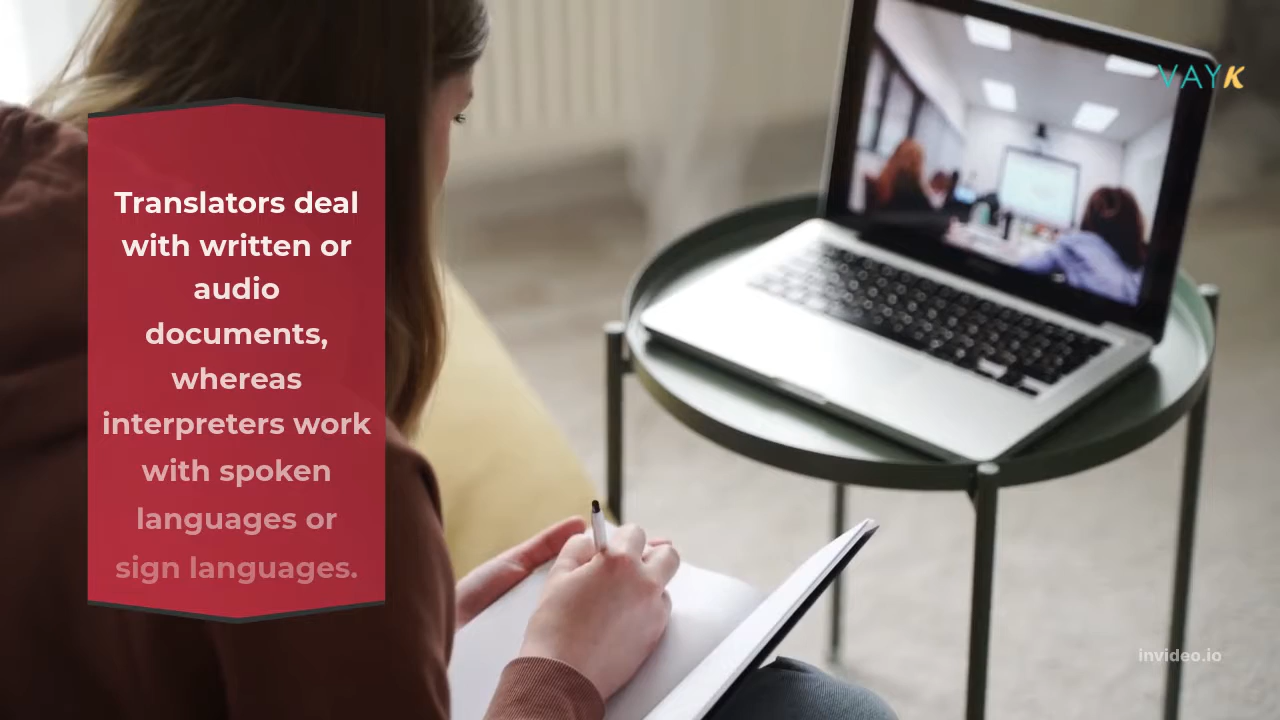 VAYK
Translators deal
with written or
audio
documents,
whereas
interpreters work
with spoken
languages or
sign languages.
invideo.io